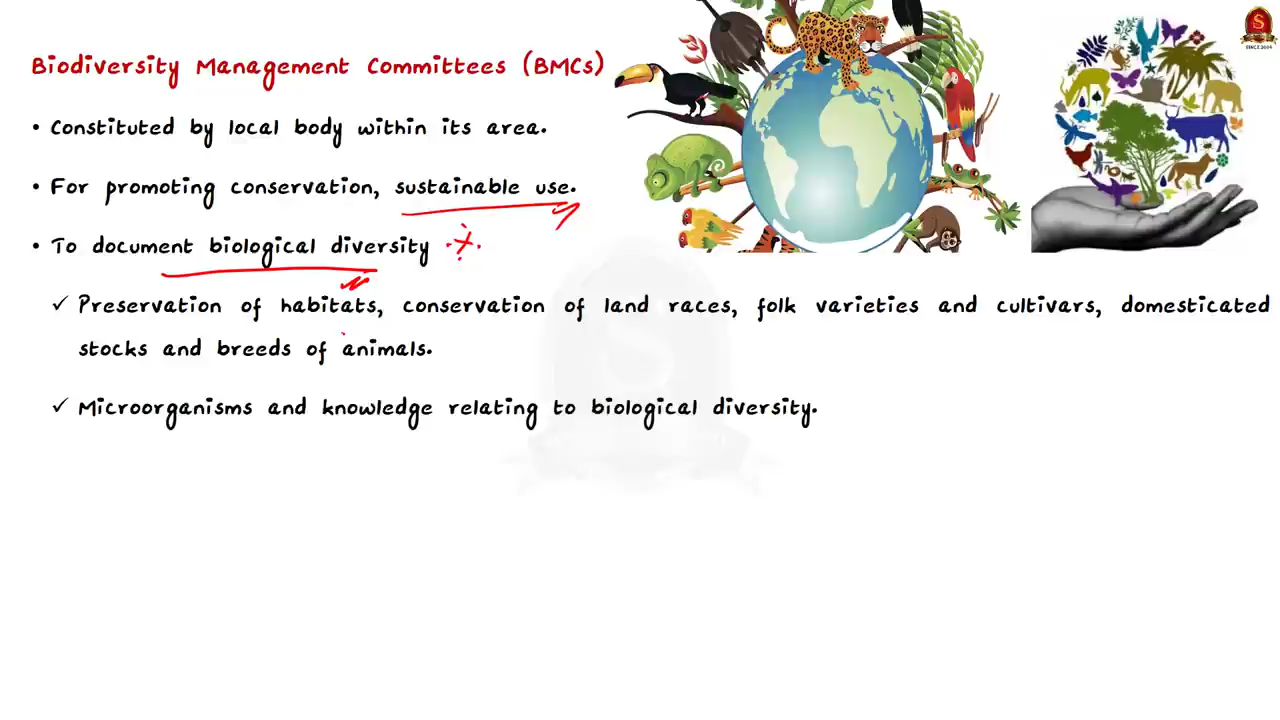 Biodiversity Management Committees (BMCs)
• Constituted by local body within its area.
• For promoting conservation, sustainable use.
• To document biological diversity
✓ Preservation of habitats, conservation of land races, folk varieties and cultivars, domesticated
stocks and breeds of animals.
✓ Microorganisms and knowledge relating to biological diversity.
S
SINCE 2004